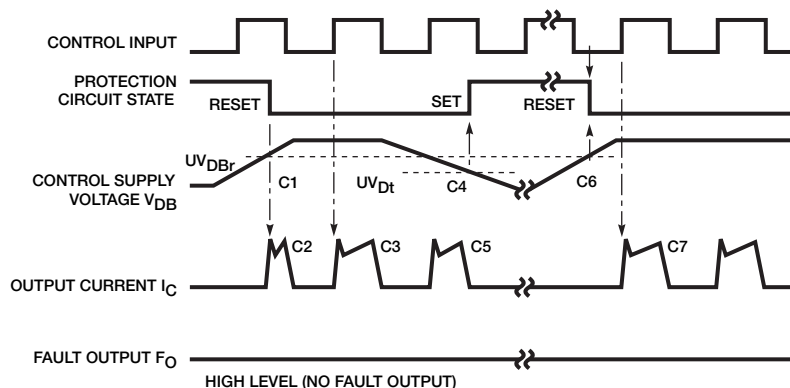 CONTROL INPUT
PROTECTION
CIRCUIT STATE
RESET
SET
RESET
UVDBr
UVDt
C1
C4
C6
CONTROL SUPPLY
VOLTAGE VDB
C2
C3
C5
C7
OUTPUT CURRENT IC
FAULT OUTPUT FO
HIGH LEVEL (NO FAULT OUTPUT)